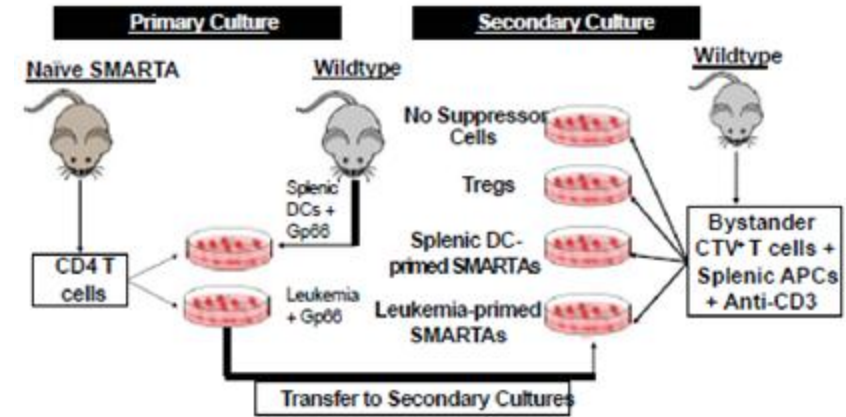 Primary Culture
Secondary Culture
Naïve SMARTA
Wildtype
Wildtype
No Suppressor
Cells
Tregs
Splenic DC-
primed SMARTAs
Leukemia-primed
SMARTAs
Splenic
DCs +
Gp66
CD4 T
cells
Leukemia
+ Gp66
Bystander
CTV⁺ T cells +
Splenic APCs
+ Anti-CD3
Transfer to Secondary Cultures